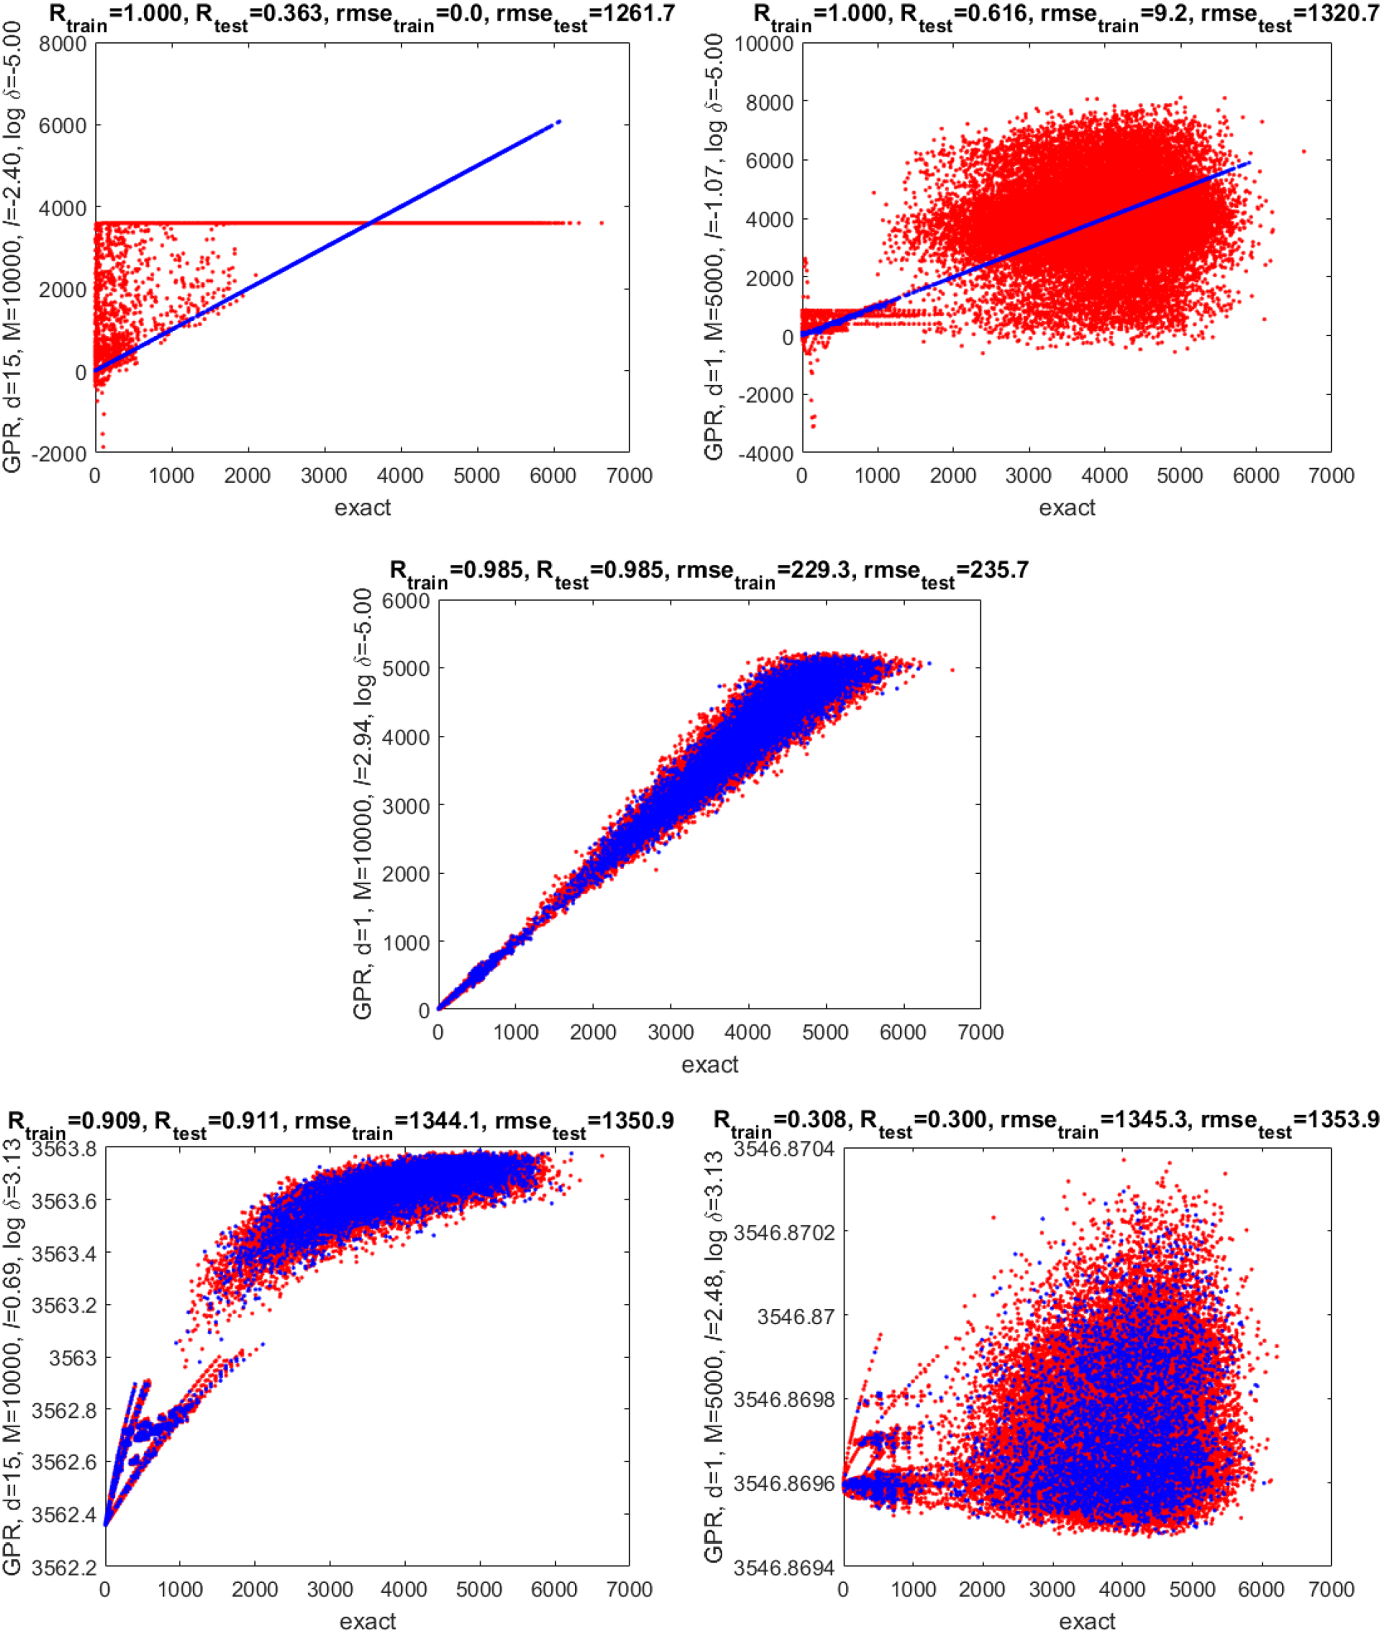 R_train=1.000, R_test=0.363, rmse_train=0.0, rmse_test=1261.7
GPR, d=15, M=10000, l=-2.40, log δ=-5.00
8000
6000
4000
2000
0
-2000
0 1000 2000 3000 4000 5000 6000 7000
exact
R_train=1.000, R_test=0.616, rmse_train=9.2, rmse_test=1320.7
GPR, d=1, M=5000, l=-1.07, log δ=-5.00
10000
8000
6000
4000
2000
0
-2000
-4000
0 1000 2000 3000 4000 5000 6000 7000
exact
R_train=0.985, R_test=0.985, rmse_train=229.3, rmse_test=235.7
GPR, d=1, M=10000, l=2.94, log δ=-5.00
6000
5000
4000
3000
2000
1000
0
0 1000 2000 3000 4000 5000 6000 7000
exact
R_train=0.909, R_test=0.911, rmse_train=1344.1, rmse_test=1350.9
GPR, d=15, M=10000, l=0.69, log δ=3.13
3563.8
3563.6
3563.4
3563.2
3563
3562.8
3562.6
3562.4
3562.2
0 1000 2000 3000 4000 5000 6000 7000
exact
R_train=0.308, R_test=0.300, rmse_train=1345.3, rmse_test=1353.9
GPR, d=1, M=5000, l=2.48, log δ=3.13
3546.8704
3546.8702
3546.87
3546.8698
3546.8696
3546.8694
0 1000 2000 3000 4000 5000 6000 7000
exact